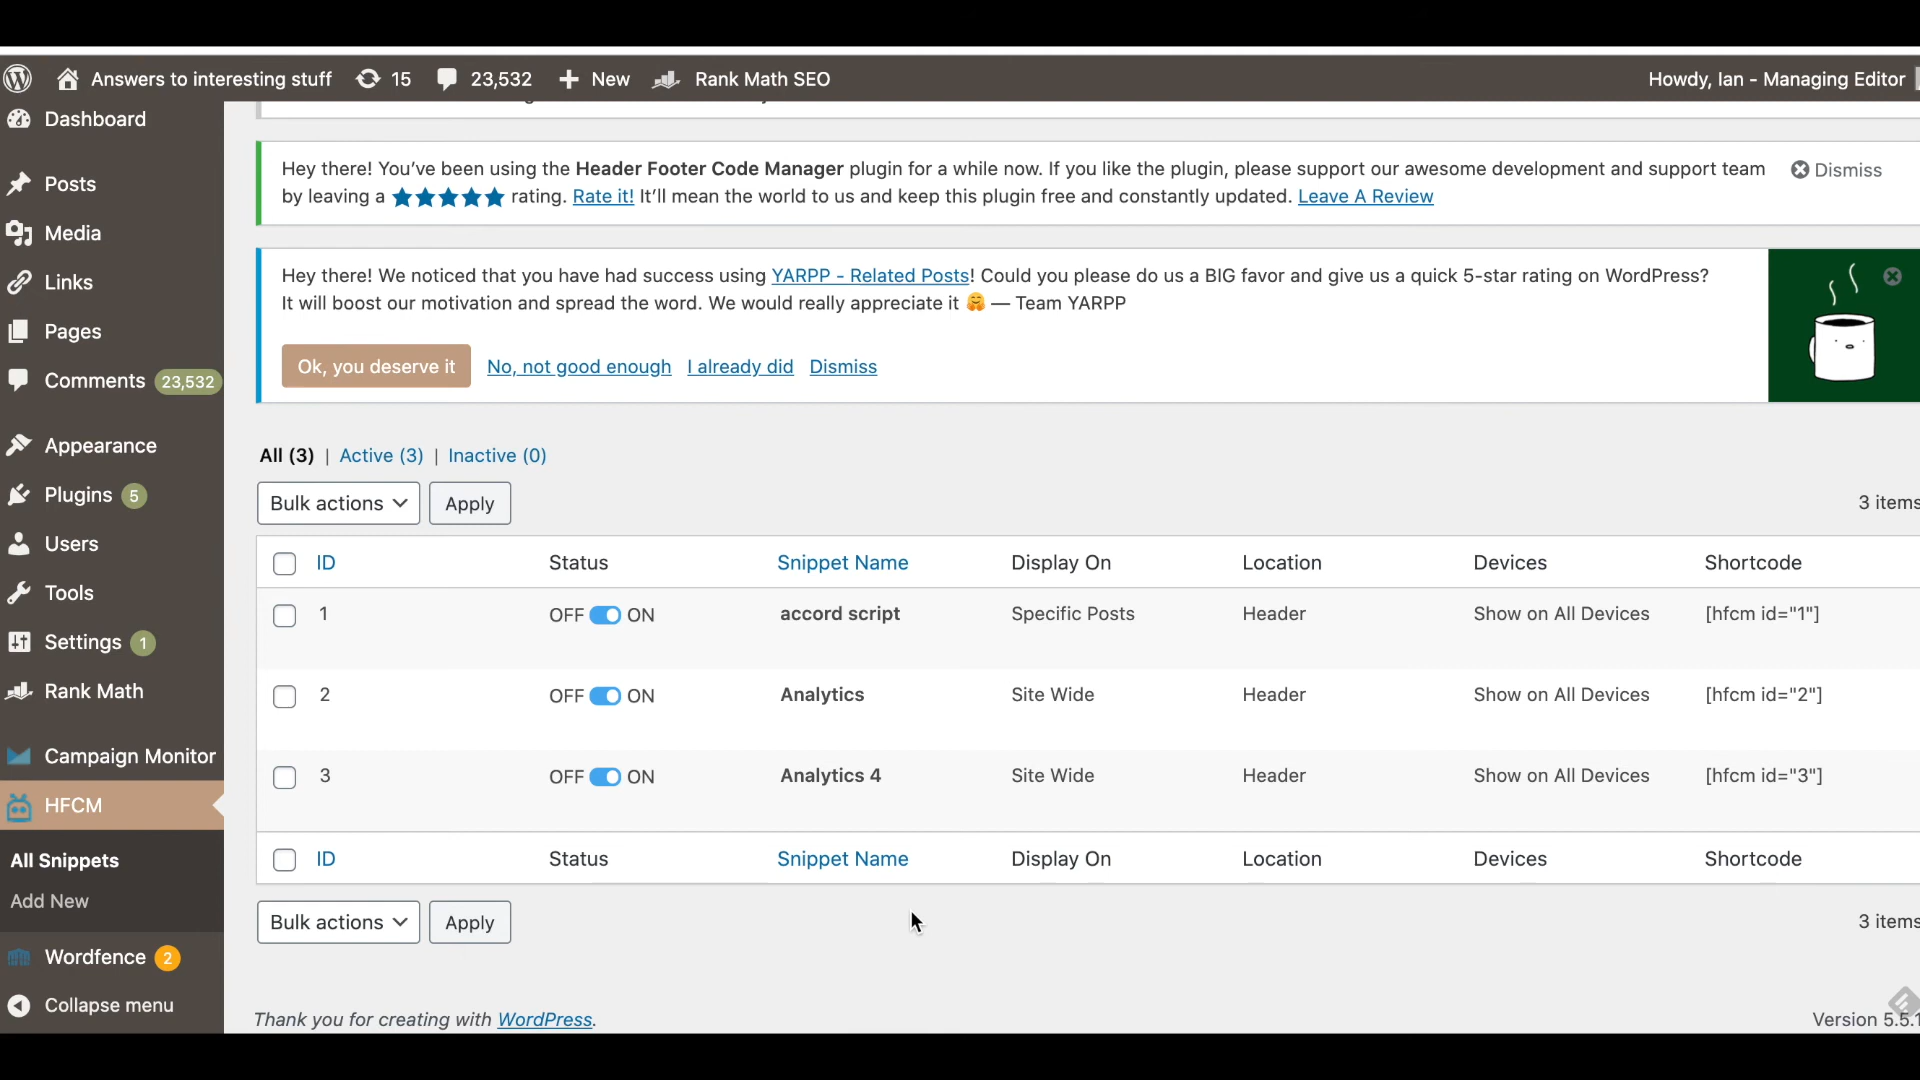 Answers to interesting stuff 15 23,532 New Rank Math SEO Howdy, Ian - Managing Editor
Dashboard
Posts
Media
Links
Pages
Comments 23,532
Appearance
Plugins 5
Users
Tools
Settings 1
Rank Math
Campaign Monitor
HFCM
All Snippets
Add New
Wordfence 2
Collapse menu
Hey there! You've been using the Header Footer Code Manager plugin for a while now. If you like the plugin, please support our awesome development and support team
by leaving a ★★★★★ rating. Rate it! It'll mean the world to us and keep this plugin free and constantly updated. Leave A Review
Dismiss
Hey there! We noticed that you have had success using YARPP - Related Posts! Could you please do us a BIG favor and give us a quick 5-star rating on WordPress?
It will boost our motivation and spread the word. We would really appreciate it 🤗 — Team YARPP
Ok, you deserve it No, not good enough I already did Dismiss
All (3) | Active (3) | Inactive (0)
Bulk actions Apply 3 items
ID Status Snippet Name Display On Location Devices Shortcode
1 OFF ON accord script Specific Posts Header Show on All Devices [hfcm id="1"]
2 OFF ON Analytics Site Wide Header Show on All Devices [hfcm id="2"]
3 OFF ON Analytics 4 Site Wide Header Show on All Devices [hfcm id="3"]
ID Status Snippet Name Display On Location Devices Shortcode
Bulk actions Apply 3 items
Thank you for creating with WordPress. Version 5.5.1